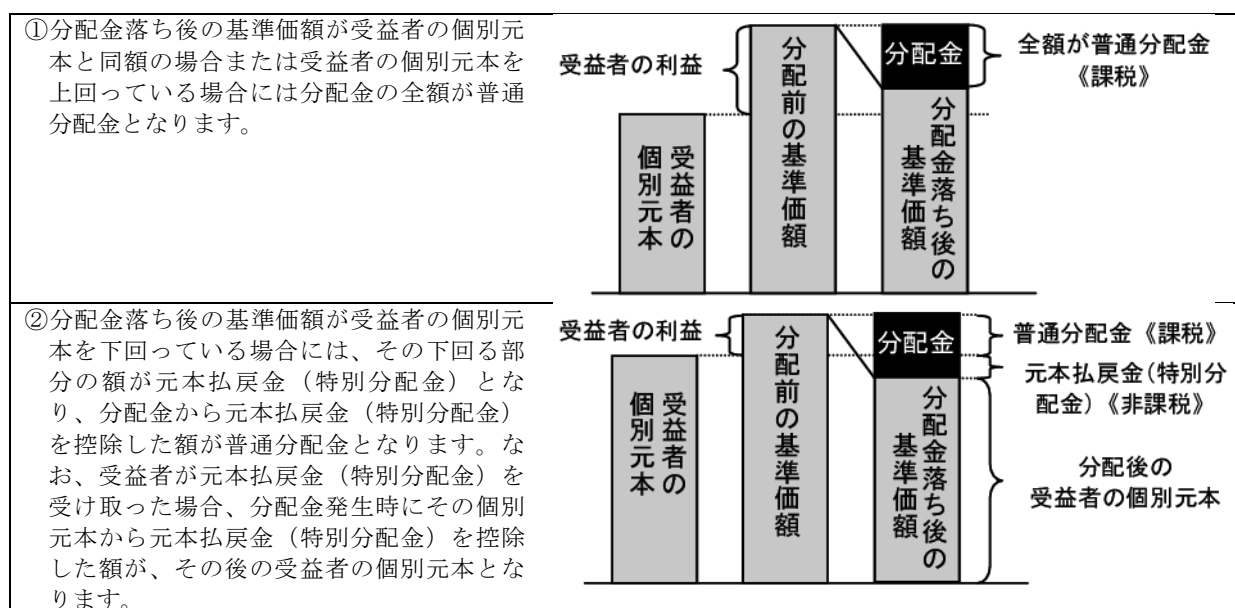 ①分配金落ち後の基準価額が受益者の個別元
本と同額の場合または受益者の個別元本を
上回っている場合には分配金の全額が普通
分配金となります。
受益者の利益
受益者の
個別元本
分配前の基準価額
分配金
分配金落ち後の
基準価額
全額が普通分配金
《課税》
②分配金落ち後の基準価額が受益者の個別元
本を下回っている場合には、その下回る部
分の額が元本払戻金（特別分配金）とな
り、分配金から元本払戻金（特別分配金）
を控除した額が普通分配金となります。な
お、受益者が元本払戻金（特別分配金）を
受け取った場合、分配金発生時にその個別
元本から元本払戻金（特別分配金）を控除
した額が、その後の受益者の個別元本とな
ります。
受益者の利益
受益者の
個別元本
分配前の基準価額
分配金
分配金落ち後の
基準価額
普通分配金《課税》
元本払戻金(特別分
配金)《非課税》
分配後の
受益者の個別元本